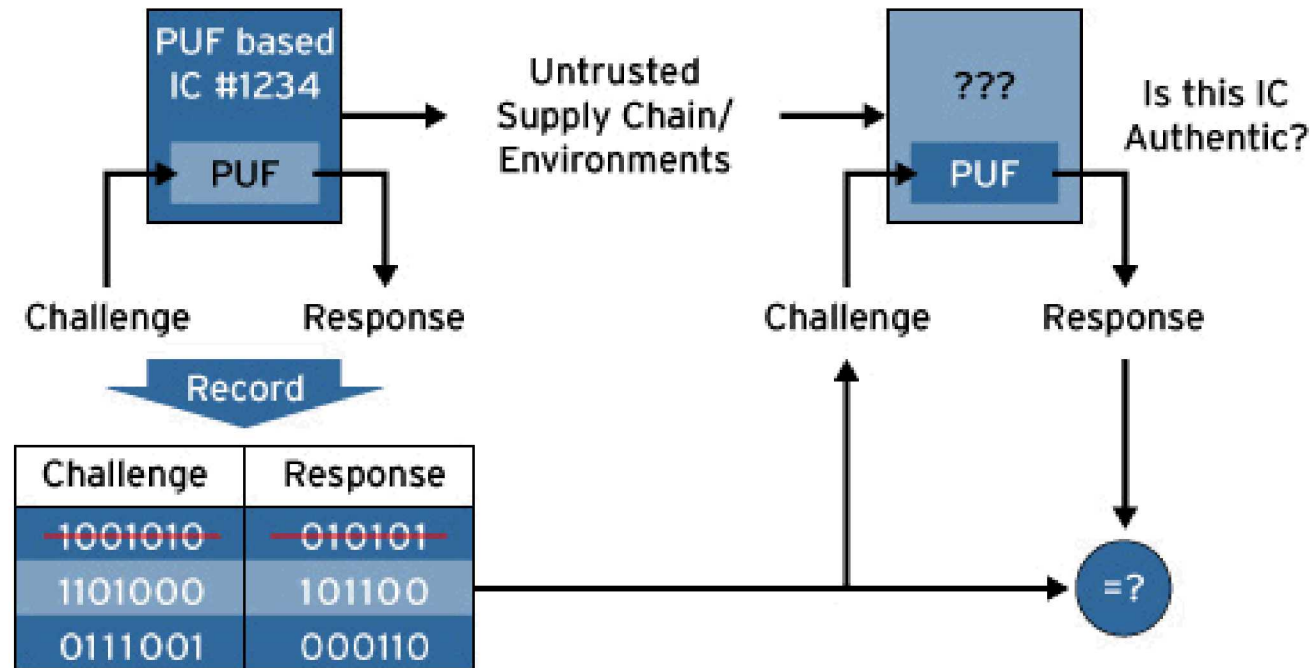 PUF based
IC #1234
PUF
Untrusted
Supply Chain/
Environments
???
PUF
Is this IC
Authentic?
Challenge
Response
Challenge
Response
Record
Challenge
Response
1001010
010101
1101000
101100
0111001
000110
=?